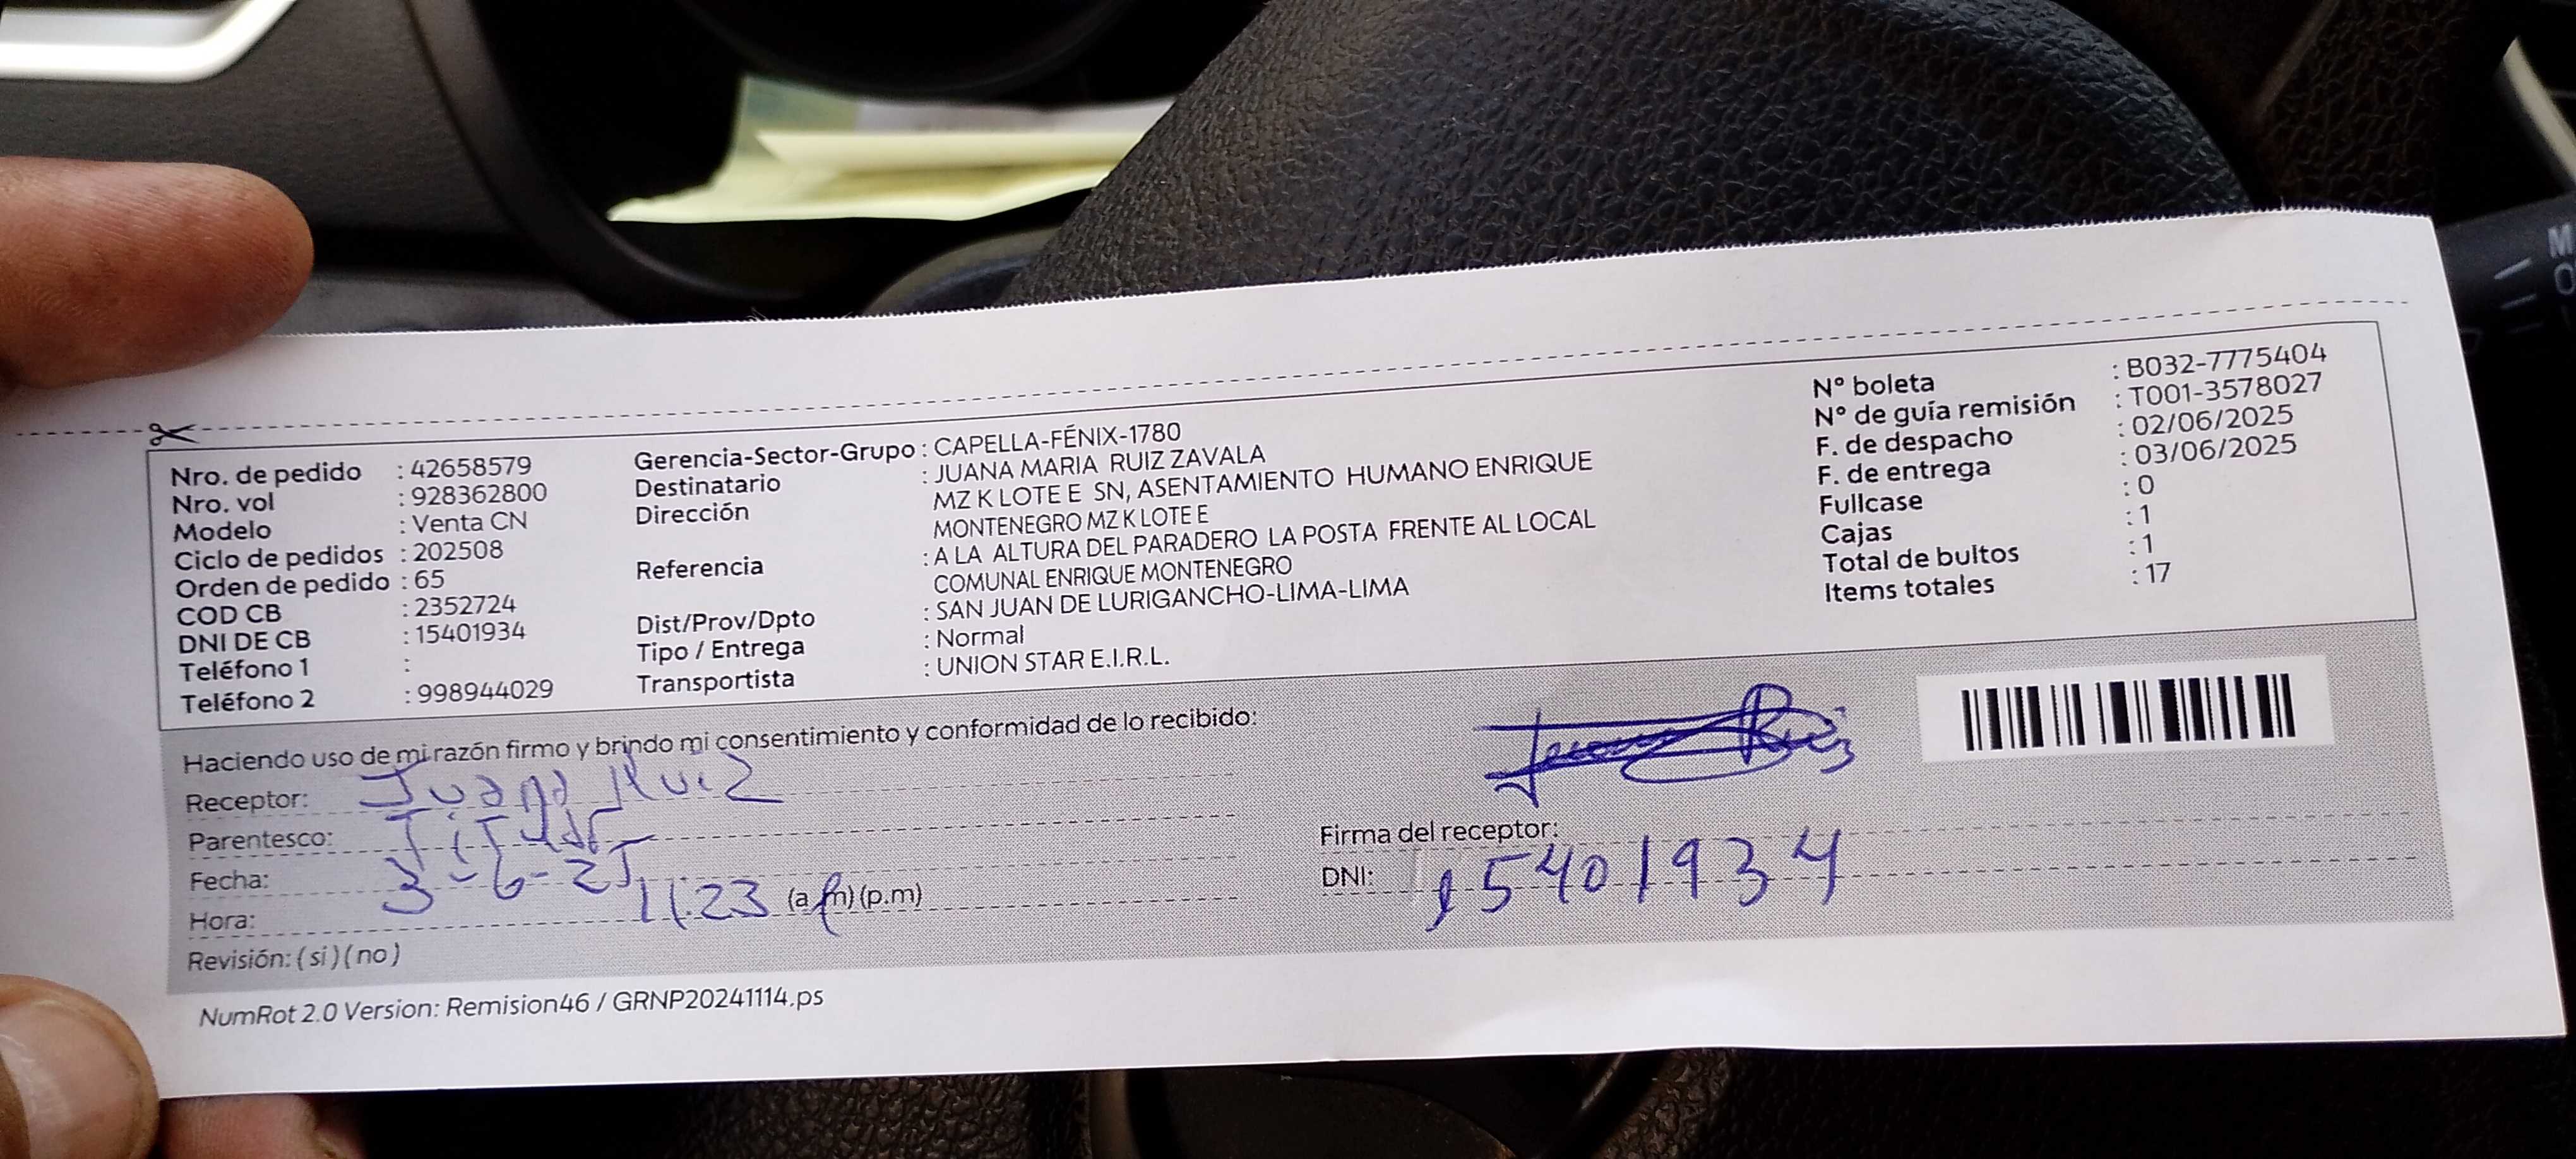 Nro. de pedido : 42658579
Nro. vol : 928362800
Modelo : Venta CN
Ciclo de pedidos : 202508
Orden de pedido : 65
COD CB : 2352724
DNI DE CB : 15401934
Teléfono 1 :
Teléfono 2 : 998944029
Gerencia-Sector-Grupo : CAPELLA-FÉNIX-1780
Destinatario : JUANA MARIA RUIZ ZAVALA
Dirección MZ K LOTE E SN, ASENTAMIENTO HUMANO ENRIQUE
MONTENEGRO MZ K LOTE E
Referencia : A LA ALTURA DEL PARADERO LA POSTA FRENTE AL LOCAL
COMUNAL ENRIQUE MONTENEGRO
Dist/Prov/Dpto : SAN JUAN DE LURIGANCHO-LIMA-LIMA
Tipo / Entrega : Normal
Transportista : UNION STAR E.I.R.L.
N° boleta : B032-7775404
N° de guía remisión : T001-3578027
F. de despacho : 02/06/2025
F. de entrega : 03/06/2025
Fullcase : 0
Cajas : 1
Total de bultos : 1
Items totales : 17
Haciendo uso de mi razón firmo y brindo mi consentimiento y conformidad de lo recibido:
Receptor: Juana Ruiz
Parentesco: Titular
Fecha: 3-6-25
Hora: 11:23 (a.m) (p.m)
Revisión: ( si ) ( no )
Firma del receptor:
DNI: 15401934
NumRot 2.0 Version: Remision46 / GRNP20241114.ps